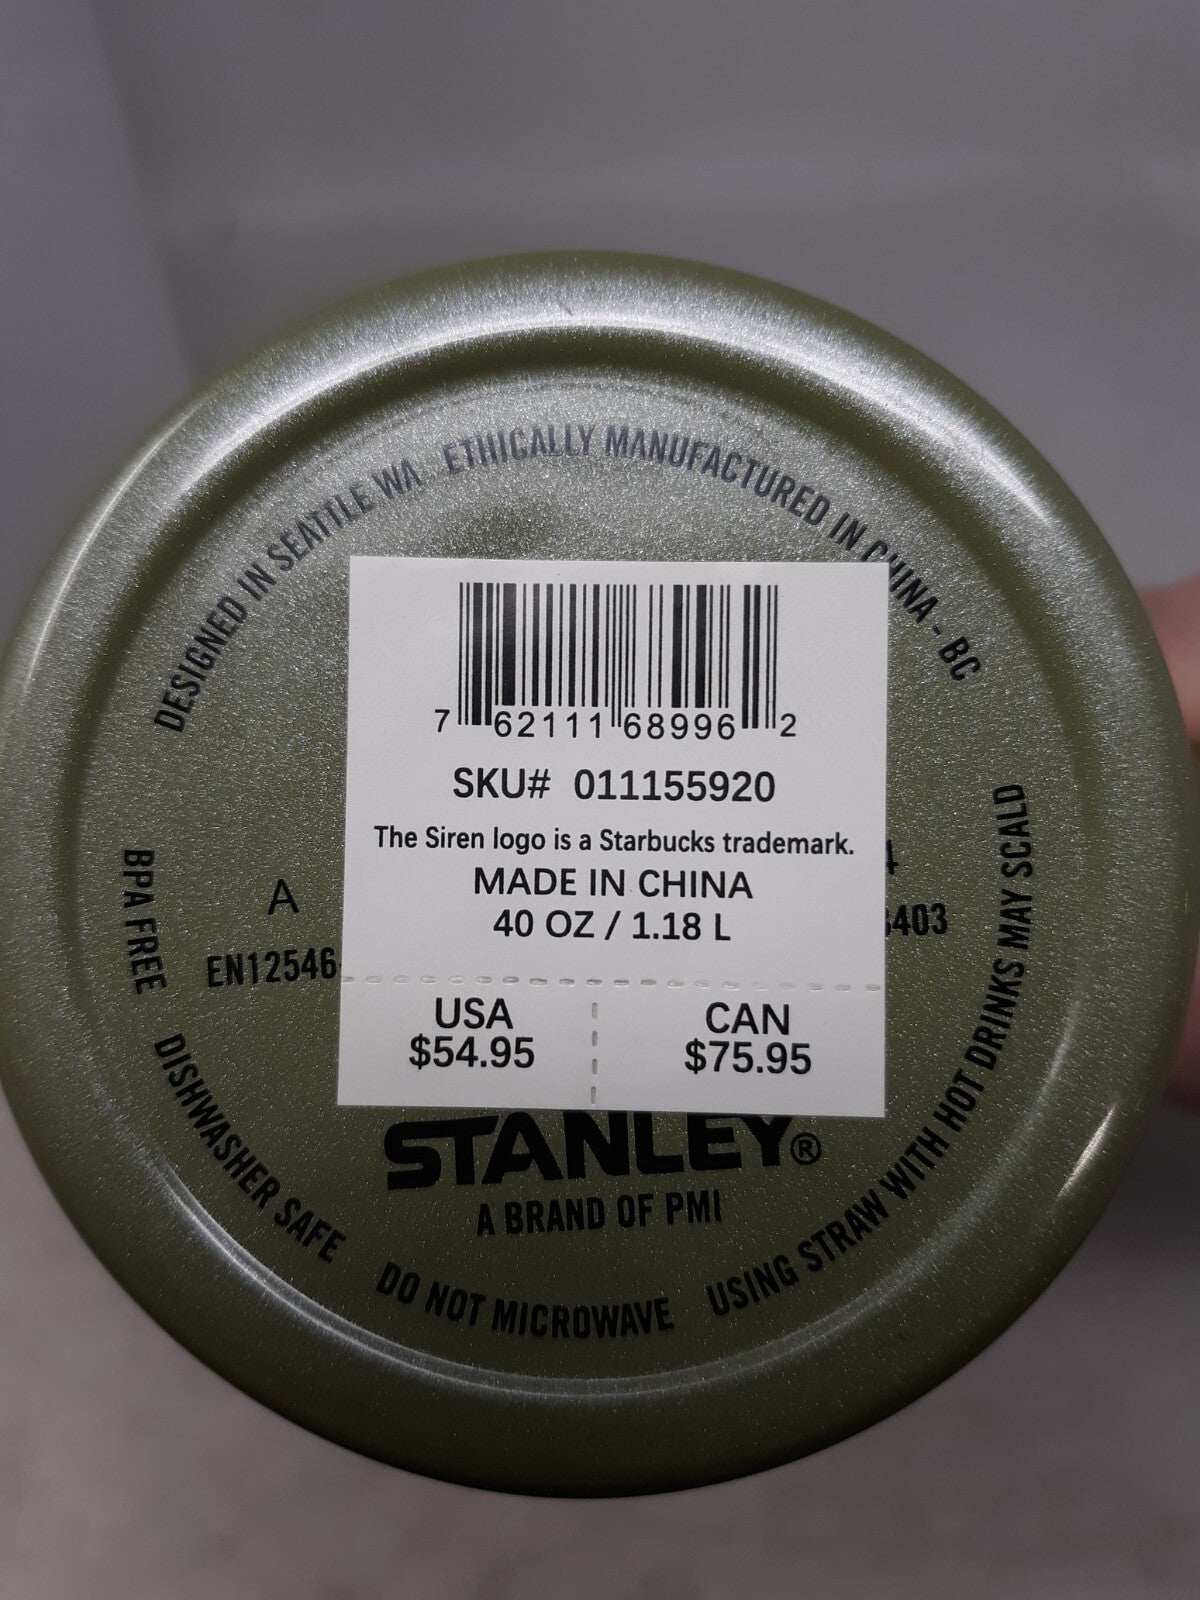 DESIGNED IN SEATTLE WA ETHICALLY MANUFACTURED IN CHINA - BC
7 62111 68996 2
SKU# 011155920
The Siren logo is a Starbucks trademark.
MADE IN CHINA
40 OZ / 1.18 L
USA
$54.95
CAN
$75.95
A
EN12546
3403
STANLEY®
A BRAND OF PMI
BPA FREE
DISHWASHER SAFE
DO NOT MICROWAVE
USING STRAW WITH HOT DRINKS MAY SCALD